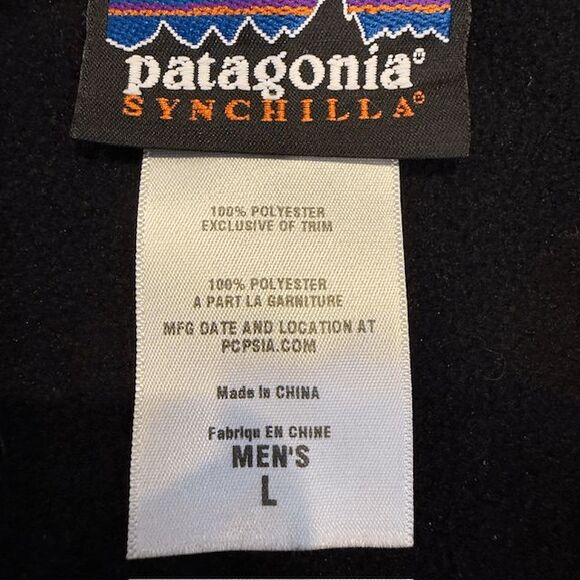 patagonia®
SYNCHILLA®
100% POLYESTER
EXCLUSIVE OF TRIM
100% POLYESTER
A PART LA GARNITURE
MFG DATE AND LOCATION AT
PCPSIA.COM
Made in CHINA
Fabriqu EN CHINE
MEN'S
L